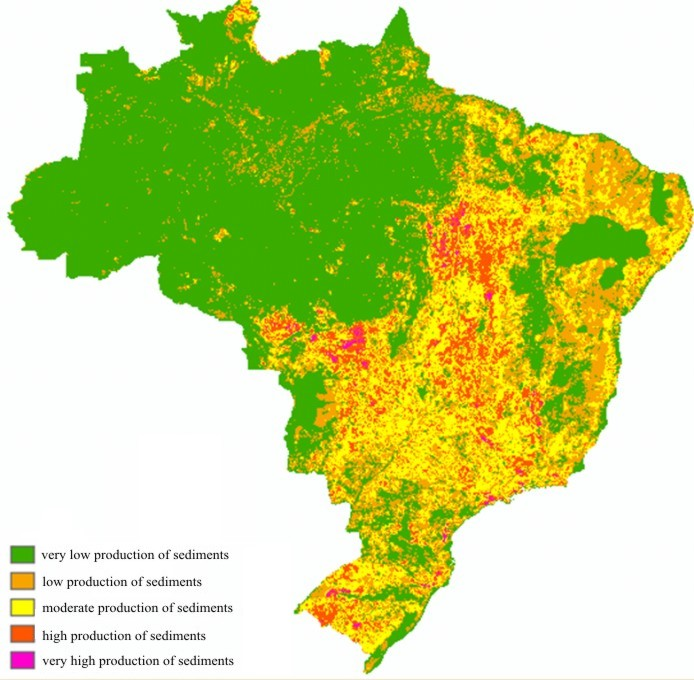 very low production of sediments
low production of sediments
moderate production of sediments
high production of sediments
very high production of sediments